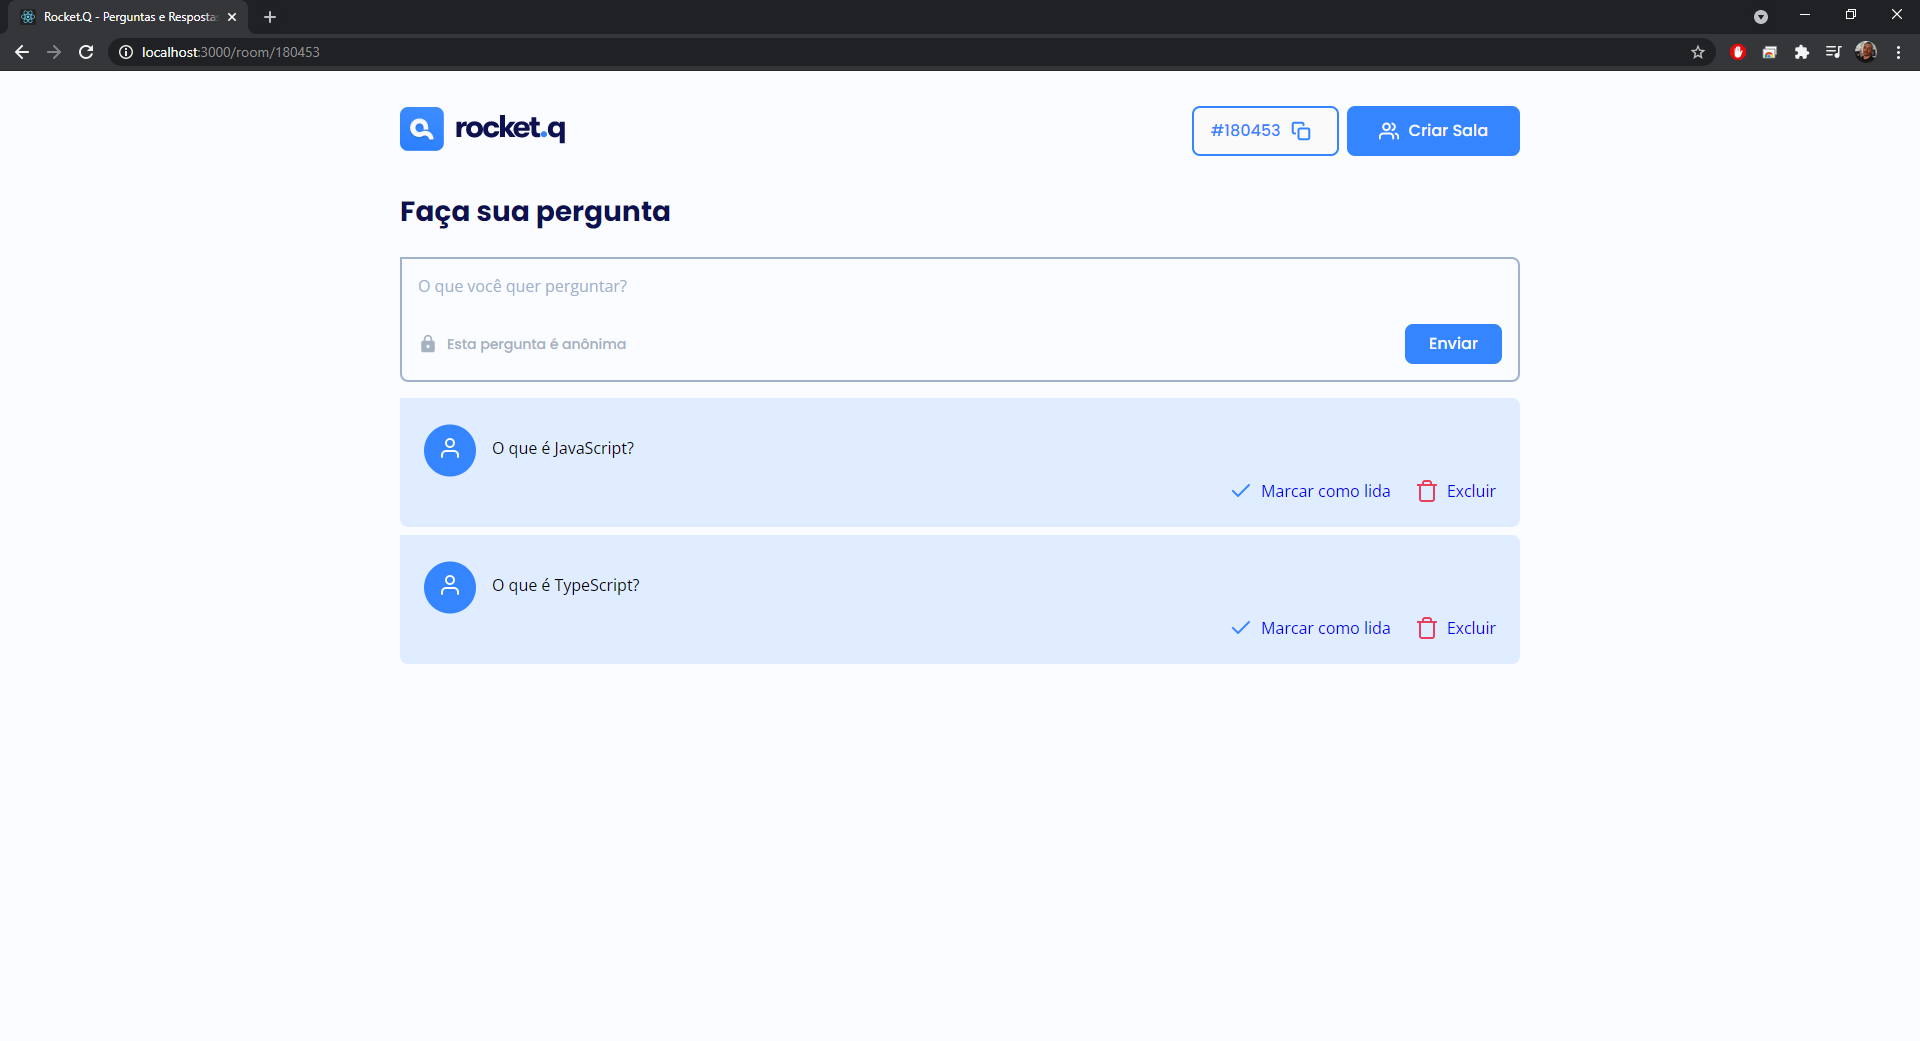 Rocket.Q - Perguntas e Respostas
localhost:3000/room/180453
rocket.q
#180453
Criar Sala
Faça sua pergunta
O que você quer perguntar?
Esta pergunta é anônima
Enviar
O que é JavaScript?
Marcar como lida
Excluir
O que é TypeScript?
Marcar como lida
Excluir